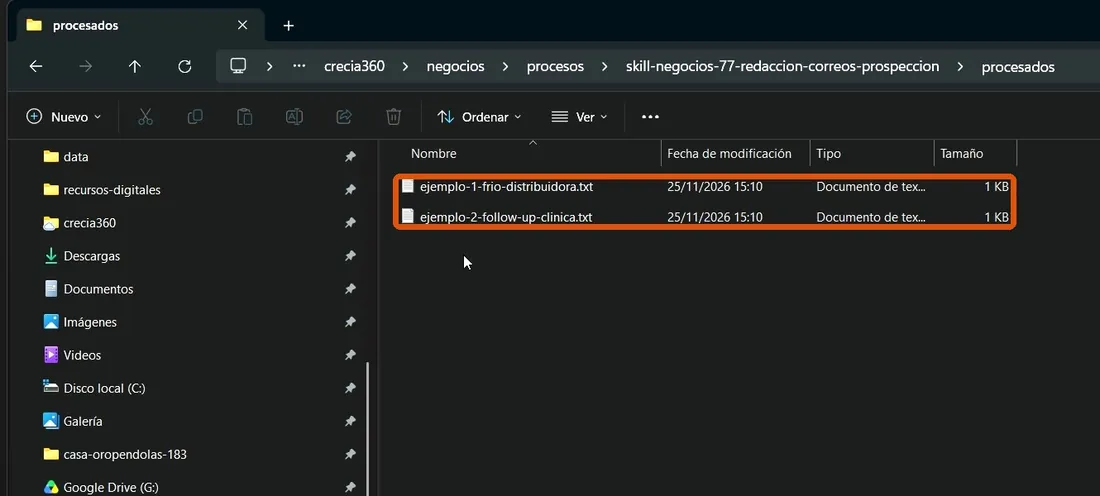 procesados
crecia360 > negocios > procesos > skill-negocios-77-redaccion-correos-prospeccion > procesados
Nuevo Ordenar Ver
Nombre Fecha de modificación Tipo Tamaño
data
recursos-digitales
crecia360
Descargas
Documentos
Imágenes
Videos
Disco local (C:)
Galería
casa-oropendolas-183
Google Drive (G:)
ejemplo-1-frio-distribuidora.txt 25/11/2026 15:10 Documento de tex... 1 KB
ejemplo-2-follow-up-clinica.txt 25/11/2026 15:10 Documento de tex... 1 KB